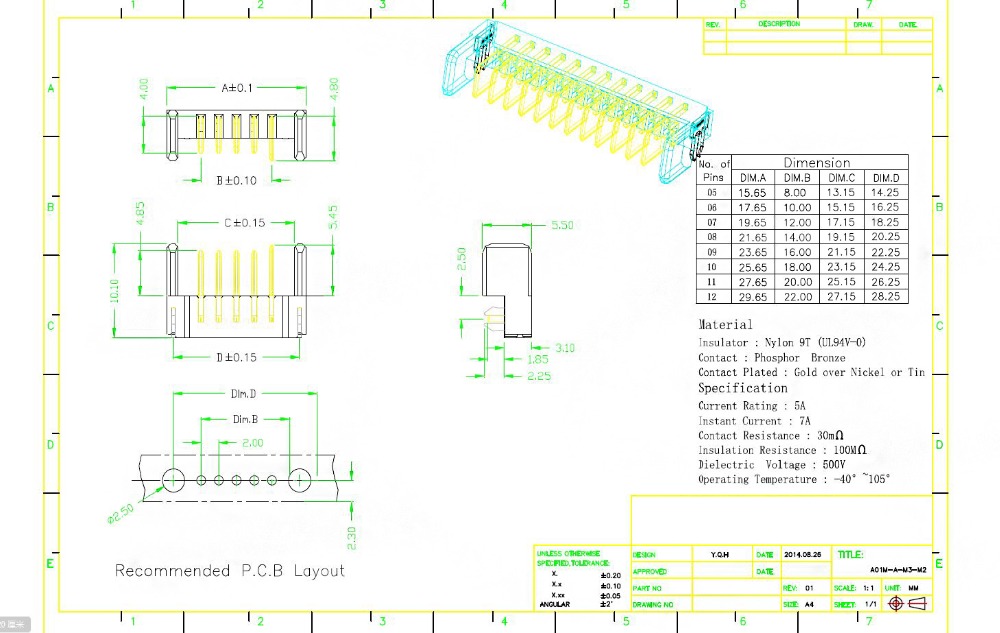 1 2 3 4 5 6 7
REV. DESCRIPTION DRAW. DATE.
A A
4.00 A±0.1 4.80
B±0.10
No. of Pins Dimension
DIM.A DIM.B DIM.C DIM.D
05 15.65 8.00 13.15 14.25
06 17.65 10.00 15.15 16.25
07 19.65 12.00 17.15 18.25
08 21.65 14.00 19.15 20.25
09 23.65 16.00 21.15 22.25
10 25.65 18.00 23.15 24.25
11 27.65 20.00 25.15 26.25
12 29.65 22.00 27.15 28.25
B B
4.85 C±0.15 5.45
10.10
D±0.15
5.50
2.50
3.10
1.85
2.25
C C
Material
Insulator : Nylon 9T (UL94V-0)
Contact : Phosphor Bronze
Contact Plated : Gold over Nickel or Tin
Specification
Current Rating : 5A
Instant Current : 7A
Contact Resistance : 30mΩ
Insulation Resistance : 100MΩ
Dielectric Voltage : 500V
Operating Temperature : -40° ~105°
Dim.D
Dim.B
D D
2.00
Ø2.50
2.30
Recommended P.C.B Layout
E E
UNLESS OTHERWISE
SPECIFIED,TOLERANCE:
X. ±0.20
X.x ±0.10
X.xx ±0.05
ANGULAR ±2°
DESIGN Y.Q.H DATE 2014.08.26 TITLE:
APPROVED DATE A01M-A-M3-M2
PART NO REV: 01 SCALE: 1:1 UNIT: MM
DRAWING NO SIZE: A4 SHEET: 1/1
1 2 3 4 5 6 7
厘米